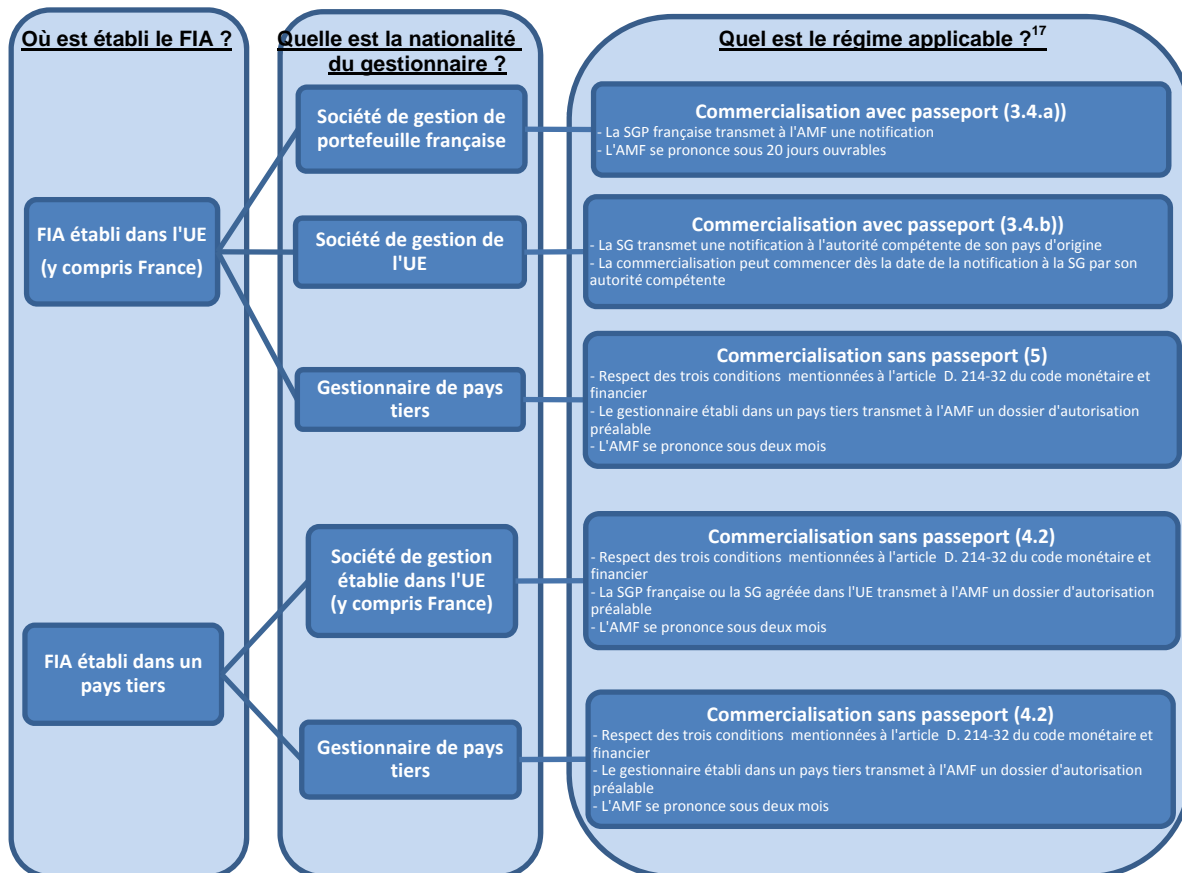 Où est établi le FIA ?
Quelle est la nationalité
du gestionnaire ?
Quel est le régime applicable ?17
FIA établi dans l'UE
(y compris France)
Société de gestion de
portefeuille française
Commercialisation avec passeport (3.4.a))
- La SGP française transmet à l'AMF une notification
- L'AMF se prononce sous 20 jours ouvrables
Société de gestion de
l'UE
Commercialisation avec passeport (3.4.b))
- La SG transmet une notification à l'autorité compétente de son pays d'origine
- La commercialisation peut commencer dès la date de la notification à la SG par son
autorité compétente
Gestionnaire de pays
tiers
Commercialisation sans passeport (5)
- Respect des trois conditions mentionnées à l'article D. 214-32 du code monétaire et
financier
- Le gestionnaire établi dans un pays tiers transmet à l'AMF un dossier d'autorisation
préalable
- L'AMF se prononce sous deux mois
FIA établi dans un
pays tiers
Société de gestion
établie dans l'UE
(y compris France)
Commercialisation sans passeport (4.2)
- Respect des trois conditions mentionnées à l'article D. 214-32 du code monétaire et
financier
- La SGP française ou la SG agréée dans l'UE transmet à l'AMF un dossier d'autorisation
préalable
- L'AMF se prononce sous deux mois
Gestionnaire de pays
tiers
Commercialisation sans passeport (4.2)
- Respect des trois conditions mentionnées à l'article D. 214-32 du code monétaire et
financier
- Le gestionnaire établi dans un pays tiers transmet à l'AMF un dossier d'autorisation
préalable
- L'AMF se prononce sous deux mois